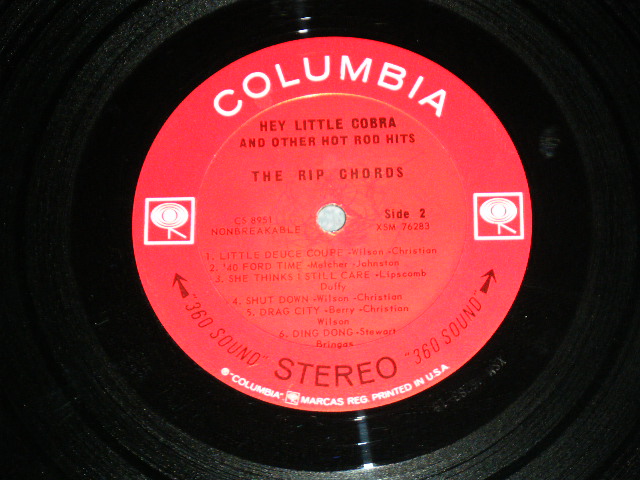 COLUMBIA
HEY LITTLE COBRA
AND OTHER HOT ROD HITS
THE RIP CHORDS
CS 8951
NONBREAKABLE
Side 2
XSM 76283
1. LITTLE DEUCE COUPE -Wilson -Christian
2. '40 FORD TIME -Melcher -Johnston
3. SHE THINKS I STILL CARE -Lipscomb
Duffy
4. SHUT DOWN -Wilson -Christian
5. DRAG CITY -Berry -Christian
Wilson
6. DING DONG -Stewart
Bringas
"360 SOUND" STEREO "360 SOUND"
® "COLUMBIA" MARCAS REG. PRINTED IN U.S.A.